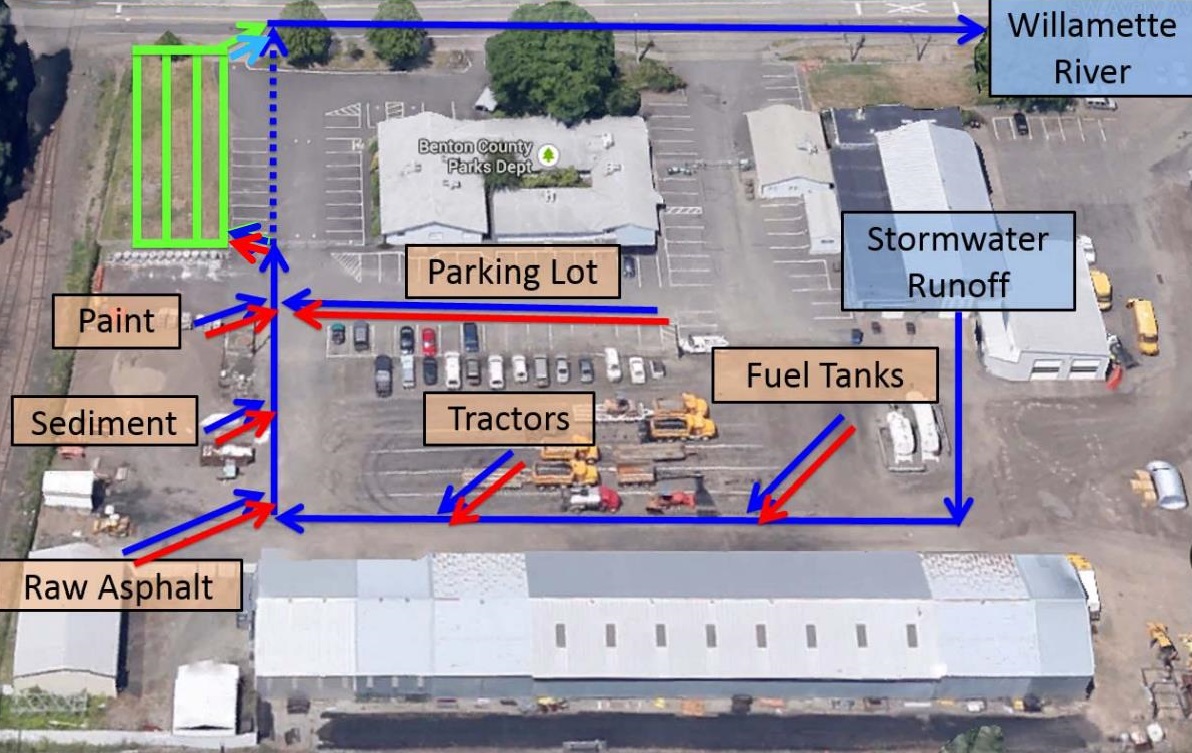 Willamette
River
Benton County
Parks Dept
Stormwater
Runoff
Parking Lot
Paint
Fuel Tanks
Sediment
Tractors
Raw Asphalt